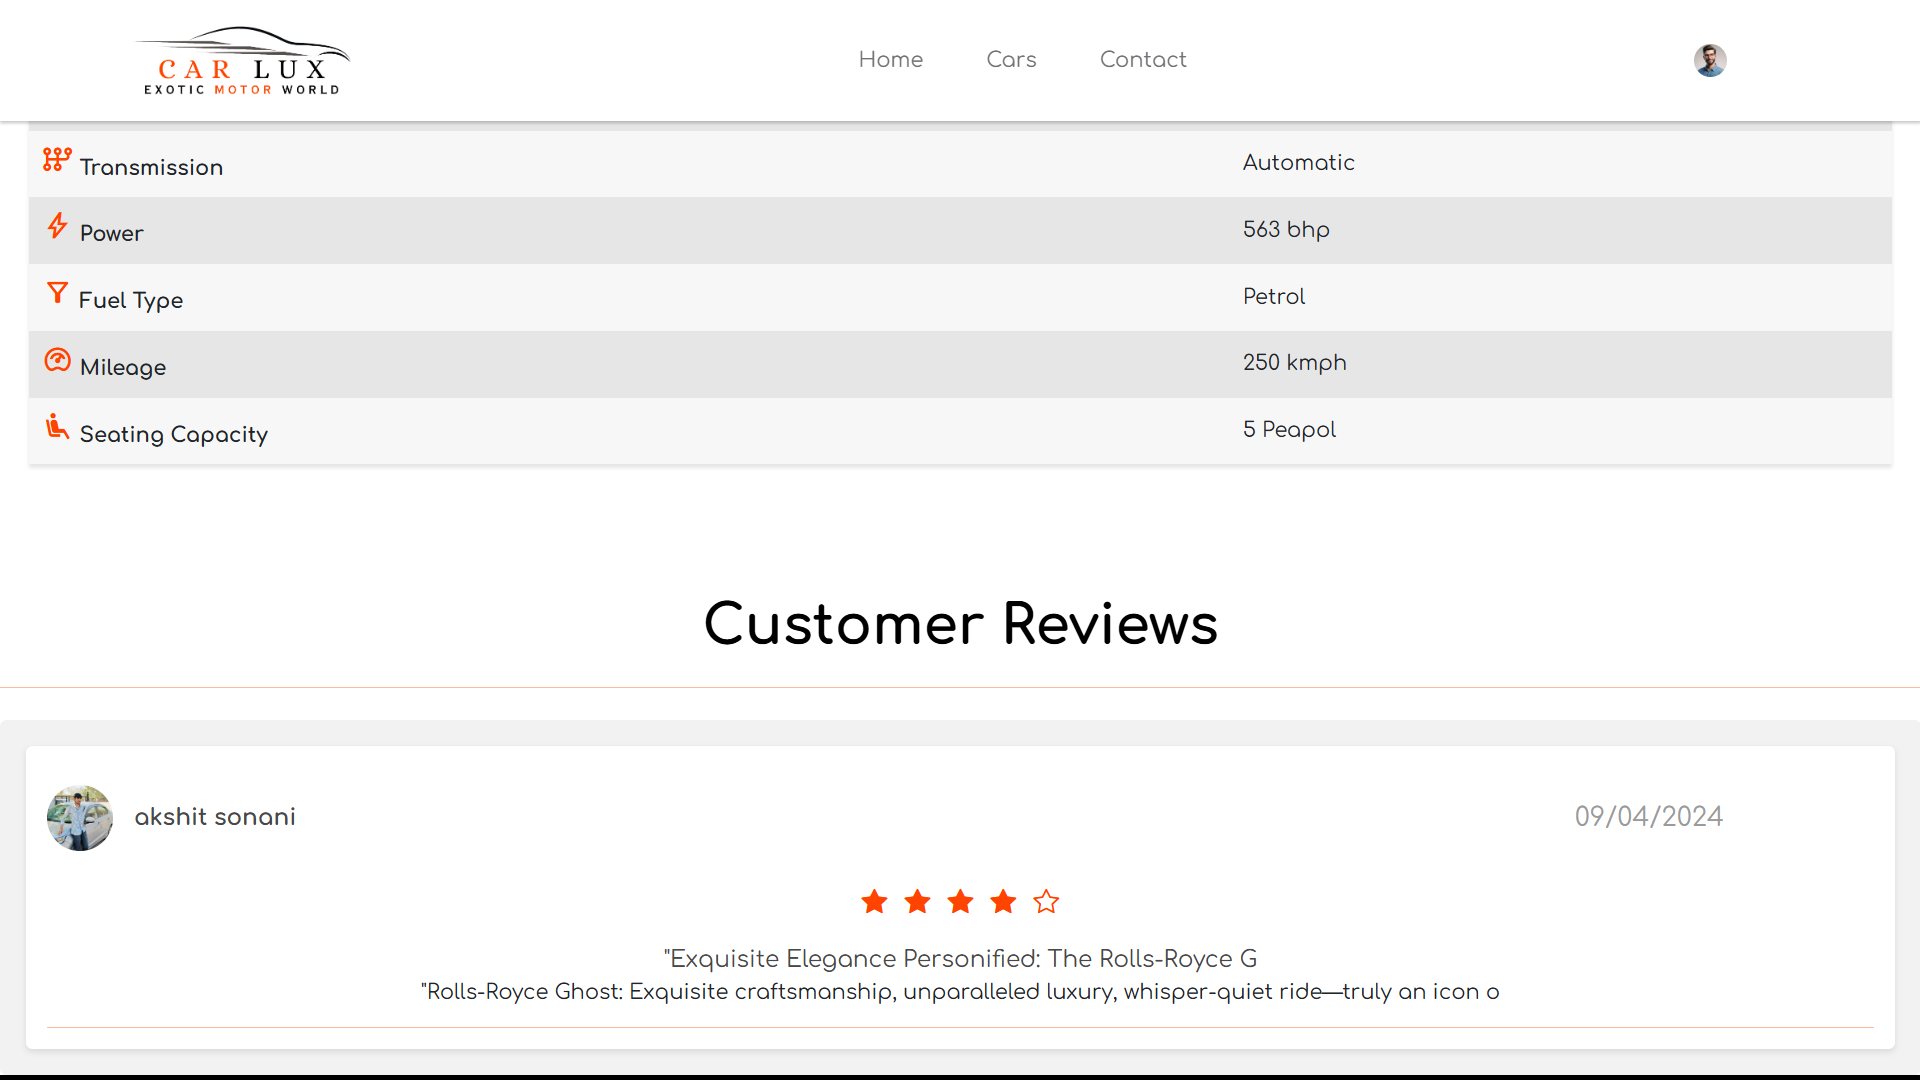 CAR LUX
EXOTIC MOTOR WORLD
Home Cars Contact
Transmission Automatic
Power 563 bhp
Fuel Type Petrol
Mileage 250 kmph
Seating Capacity 5 Peapol
Customer Reviews
akshit sonani 09/04/2024
"Exquisite Elegance Personified: The Rolls-Royce G
"Rolls-Royce Ghost: Exquisite craftsmanship, unparalleled luxury, whisper-quiet ride—truly an icon o